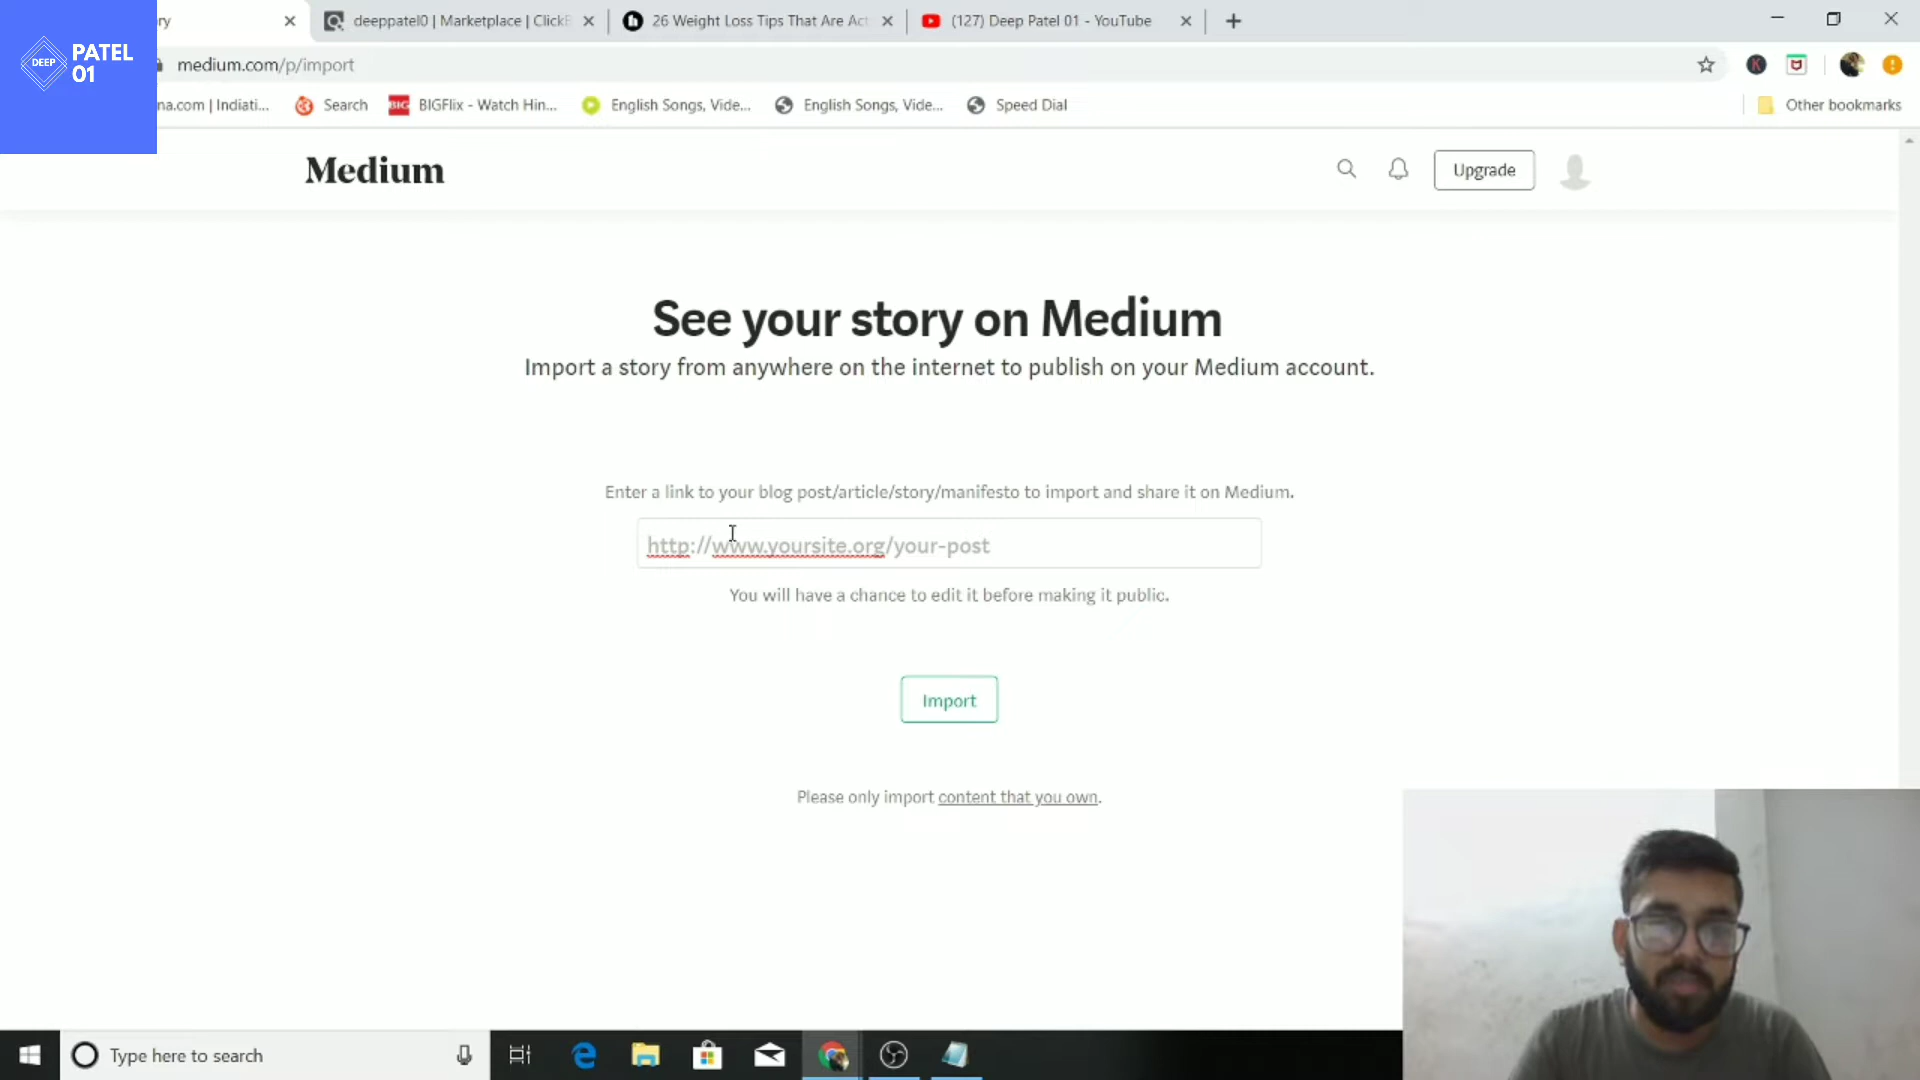 ry
deeppatel0 | Marketplace | ClickB
26 Weight Loss Tips That Are Act
(127) Deep Patel 01 - YouTube
DEEP
PATEL
01
medium.com/p/import
na.com | Indiati...
Search
BIG
BIGFlix - Watch Hin...
English Songs, Vide...
English Songs, Vide...
Speed Dial
Other bookmarks
Medium
Upgrade
See your story on Medium
Import a story from anywhere on the internet to publish on your Medium account.
Enter a link to your blog post/article/story/manifesto to import and share it on Medium.
http://www.yoursite.org/your-post
You will have a chance to edit it before making it public.
Import
Please only import content that you own.
Type here to search